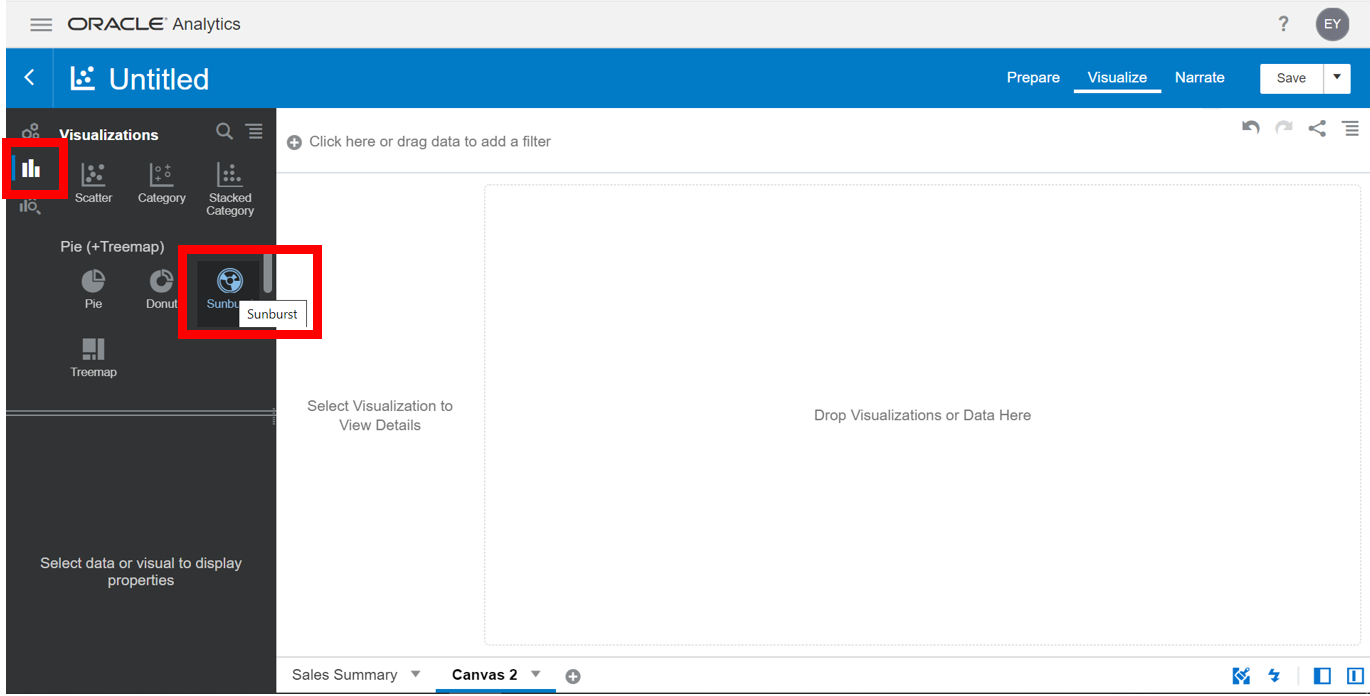 ORACLE Analytics
?
EY
Untitled
Prepare
Visualize
Narrate
Save
Visualizations
Click here or drag data to add a filter
Scatter
Category
Stacked
Category
Pie (+Treemap)
Pie
Donut
Sunbu
Sunburst
Treemap
Select Visualization to
View Details
Drop Visualizations or Data Here
Select data or visual to display
properties
Sales Summary
Canvas 2